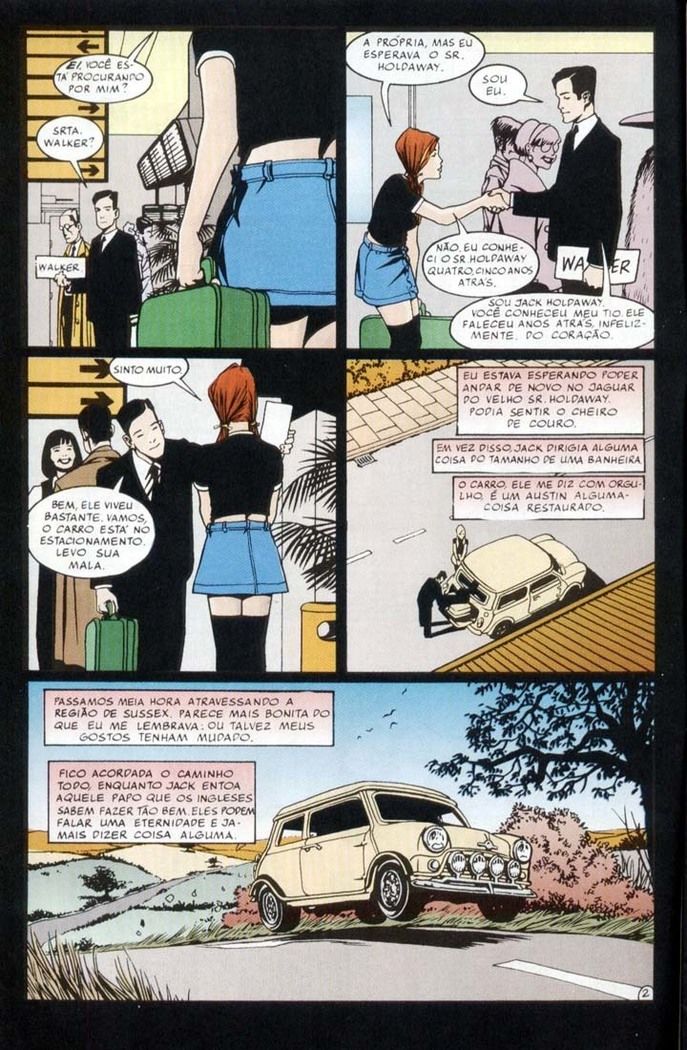 EI, VOCÊ ES-
TÁ PROCURANDO
POR MIM?
SRTA.
WALKER?
WALKER
A PRÓPRIA, MAS EU
ESPERAVA O SR.
HOLDAWAY.
SOU
EU.
NÃO, EU CONHE-
CI O SR. HOLDAWAY
QUATRO, CINCO ANOS
ATRÁS.
WA ER
SOU JACK HOLDAWAY.
VOCÊ CONHECEU MEU TIO. ELE
FALECEU ANOS ATRÁS, INFELIZ-
MENTE. DO CORAÇÃO.
SINTO MUITO.
BEM, ELE VIVEU
BASTANTE. VAMOS,
O CARRO ESTÁ NO
ESTACIONAMENTO.
LEVO SUA
MALA.
EU ESTAVA ESPERANDO PODER
ANDAR DE NOVO NO JAGUAR
DO VELHO SR. HOLDAWAY.
PODIA SENTIR O CHEIRO
DE COURO.
EM VEZ DISSO, JACK DIRIGIA ALGUMA
COISA DO TAMANHO DE UMA BANHEIRA.
O CARRO, ELE ME DIZ COM ORGU-
LHO, É UM AUSTIN ALGUMA-
COISA RESTAURADO.
PASSAMOS MEIA HORA ATRAVESSANDO A
REGIÃO DE SUSSEX. PARECE MAIS BONITA DO
QUE EU ME LEMBRAVA; OU TALVEZ MEUS
GOSTOS TENHAM MUDADO.
FICO ACORDADA O CAMINHO
TODO, ENQUANTO JACK ENTOA
AQUELE PAPO QUE OS INGLESES
SABEM FAZER TÃO BEM. ELES PODEM
FALAR UMA ETERNIDADE E JA-
MAIS DIZER COISA ALGUMA.
2